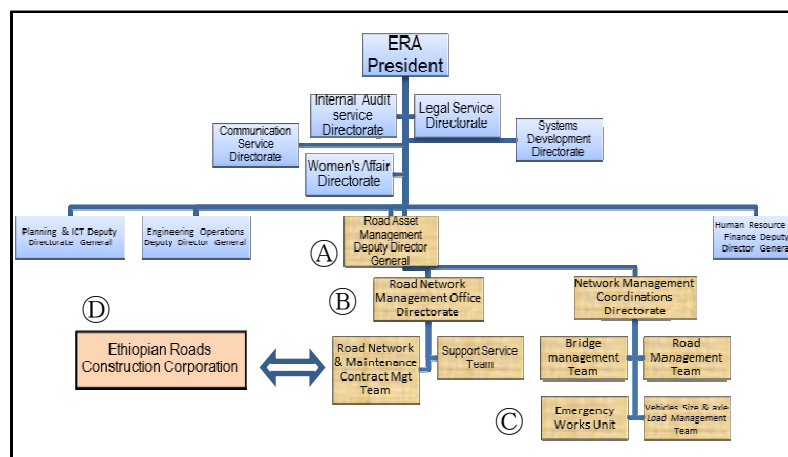 ERA
President
Internal Audit
service
Directorate
Legal Service
Directorate
Communication
Service
Directorate
Systems
Development
Directorate
Women's Affair
Directorate
Planning & ICT Deputy
Directorate General
Engineering Operations
Deputy Director General
Road Asset
Management
Deputy Director
General
Human Resource
Finance Deputy
Director General
Ⓐ
Ⓑ
Road Network
Management Office
Directorate
Network Management
Coordinations
Directorate
Ⓓ
Ethiopian Roads
Construction Corporation
Road Network
& Maintenance
Contract Mgt
Team
Support Service
Team
Bridge
management
Team
Road
Management
Team
Ⓒ
Emergency
Works Unit
Vehicles Size & axle
Load Management
Team